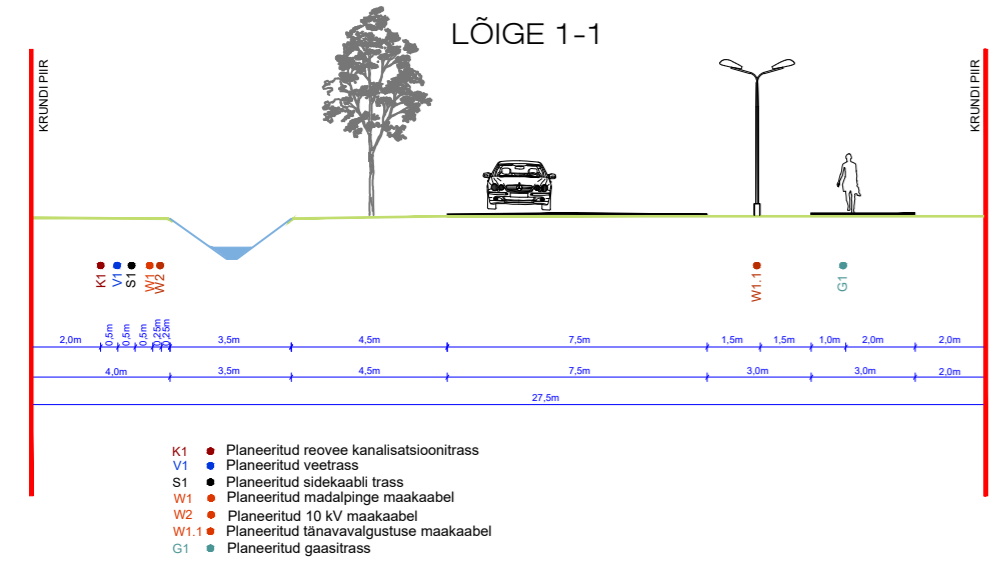 LÕIGE 1-1
KRUNDI PIIR
KRUNDI PIIR
K1
V1
S1
W1
W2
W1.1
G1
2,0m
0,5m
0,5m
0,5m
0,25m
0,25m
3,5m
4,5m
7,5m
1,5m
1,5m
1,0m
2,0m
2,0m
4,0m
3,5m
4,5m
7,5m
3,0m
3,0m
2,0m
27,5m
K1 Planeeritud reovee kanalisatsioonitrass
V1 Planeeritud veetrass
S1 Planeeritud sidekaabli trass
W1 Planeeritud madalpinge maakaabel
W2 Planeeritud 10 kV maakaabel
W1.1 Planeeritud tänavavalgustuse maakaabel
G1 Planeeritud gaasitrass